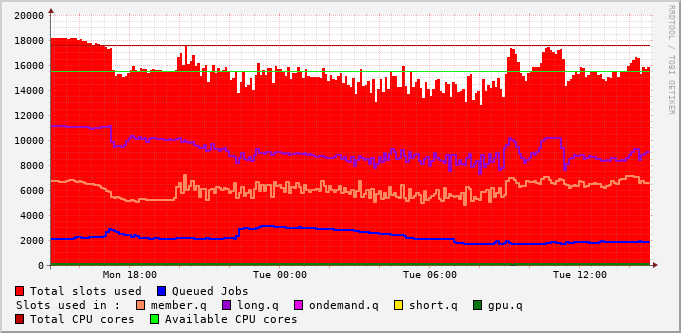 20000
18000
16000
14000
12000
10000
8000
6000
4000
2000
0
Mon 18:00 Tue 00:00 Tue 06:00 Tue 12:00
RRDTOOL / TOBI OETIKER
Total slots used Queued Jobs
Slots used in : member.q long.q ondemand.q short.q gpu.q
Total CPU cores Available CPU cores